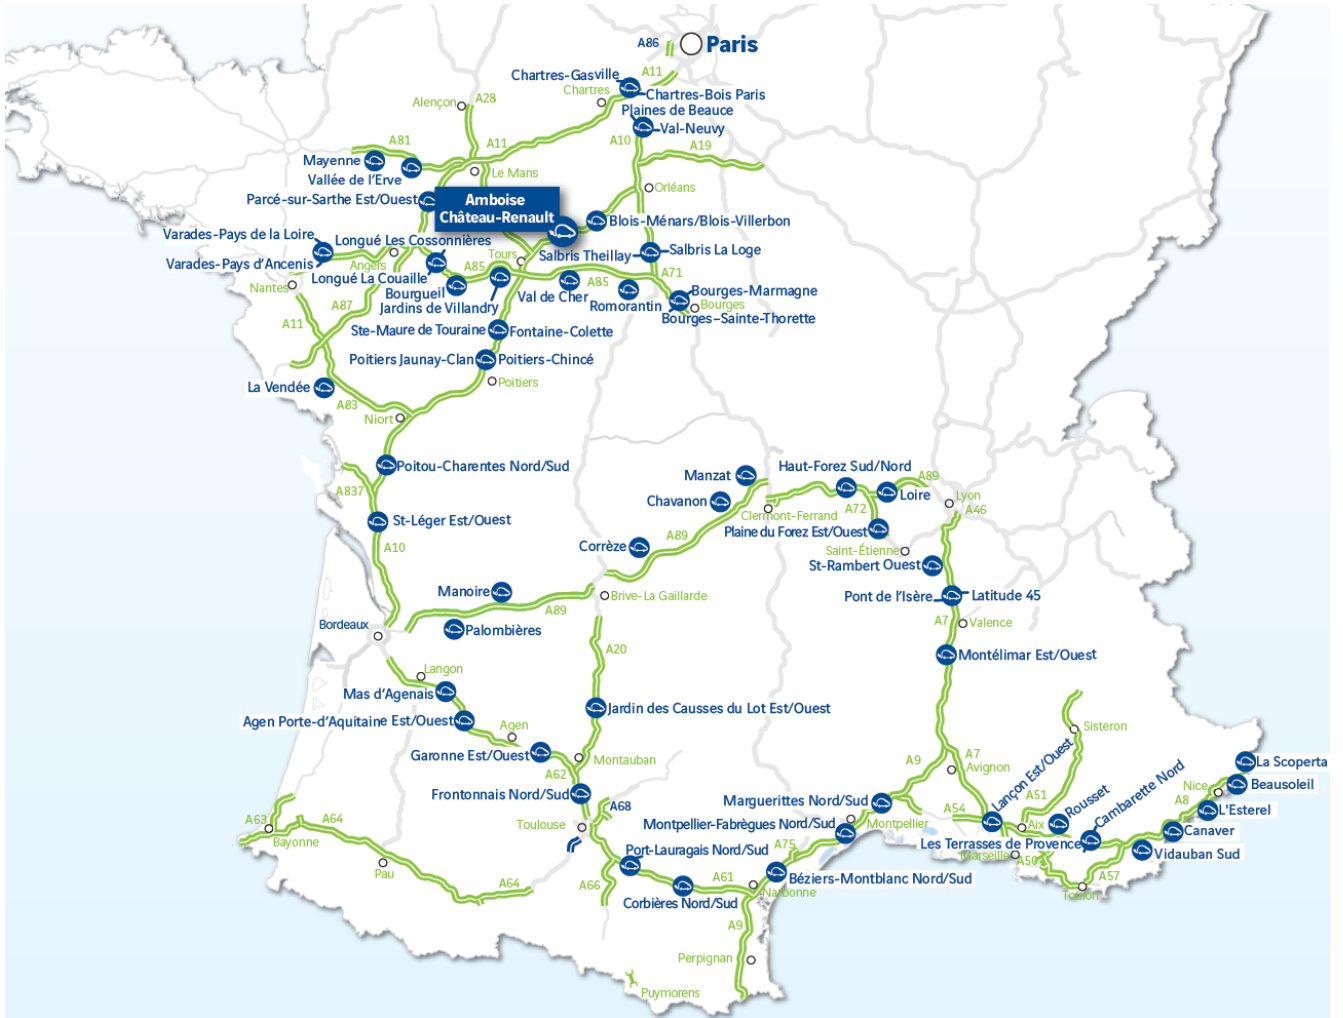 A86
Paris
Chartres-Gasville
A11
Chartres
Chartres-Bois Paris
Alençon
A28
Plaines de Beauce
Val-Neuvy
A81
A11
A10
A19
Mayenne
Vallée de l'Erve
Le Mans
Orléans
Parcé-sur-Sarthe Est/Ouest
Amboise
Château-Renault
Blois-Ménars/Blois-Villerbon
Varades-Pays de la Loire
Longué Les Cossonnières
Varades-Pays d'Ancenis
Angers
Tours
Salbris Theillay
Salbris La Loge
Longué La Couaille
A85
A71
Nantes
Bourgueil
Jardins de Villandry
Val de Cher
A85
Romorantin
Bourges-Marmagne
Bourges
Bourges-Sainte-Thorette
A87
A11
Ste-Maure de Touraine
Fontaine-Colette
Poitiers Jaunay-Clan
Poitiers-Chincé
Poitiers
La Vendée
A83
Niort
Poitou-Charentes Nord/Sud
A837
St-Léger Est/Ouest
A10
Manzat
Haut-Forez Sud/Nord
A89
Chavanon
Loire
Lyon
Clermont-Ferrand
A72
A46
Plaine du Forez Est/Ouest
A89
Corrèze
Saint-Étienne
St-Rambert Ouest
Manoire
Brive-La Gaillarde
Pont de l'Isère
Latitude 45
A89
Bordeaux
Palombières
A7
Valence
A20
Montélimar Est/Ouest
Langon
Mas d'Agenais
Jardin des Causses du Lot Est/Ouest
Agen Porte-d'Aquitaine Est/Ouest
Agen
Sisteron
Garonne Est/Ouest
Montauban
A62
A9
A7
Avignon
Lançon Est/Ouest
La Scoperta
Nice
Beausoleil
Frontonnais Nord/Sud
A68
Marguerittes Nord/Sud
A54
A51
Rousset
Cambarette Nord
A8
L'Esterel
A63
A64
Toulouse
Montpellier-Fabrègues Nord/Sud
Montpellier
Aix
Canaver
Bayonne
Port-Lauragais Nord/Sud
A75
Les Terrasses de Provence
Marseille
A50
Vidauban Sud
Pau
A64
A66
A61
Béziers-Montblanc Nord/Sud
Narbonne
A57
Toulon
Corbières Nord/Sud
A9
Perpignan
Puymorens